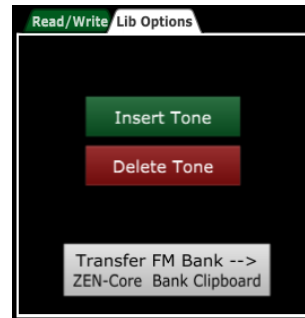 Read/Write Lib Options
Insert Tone
Delete Tone
Transfer FM Bank -->
ZEN-Core Bank Clipboard